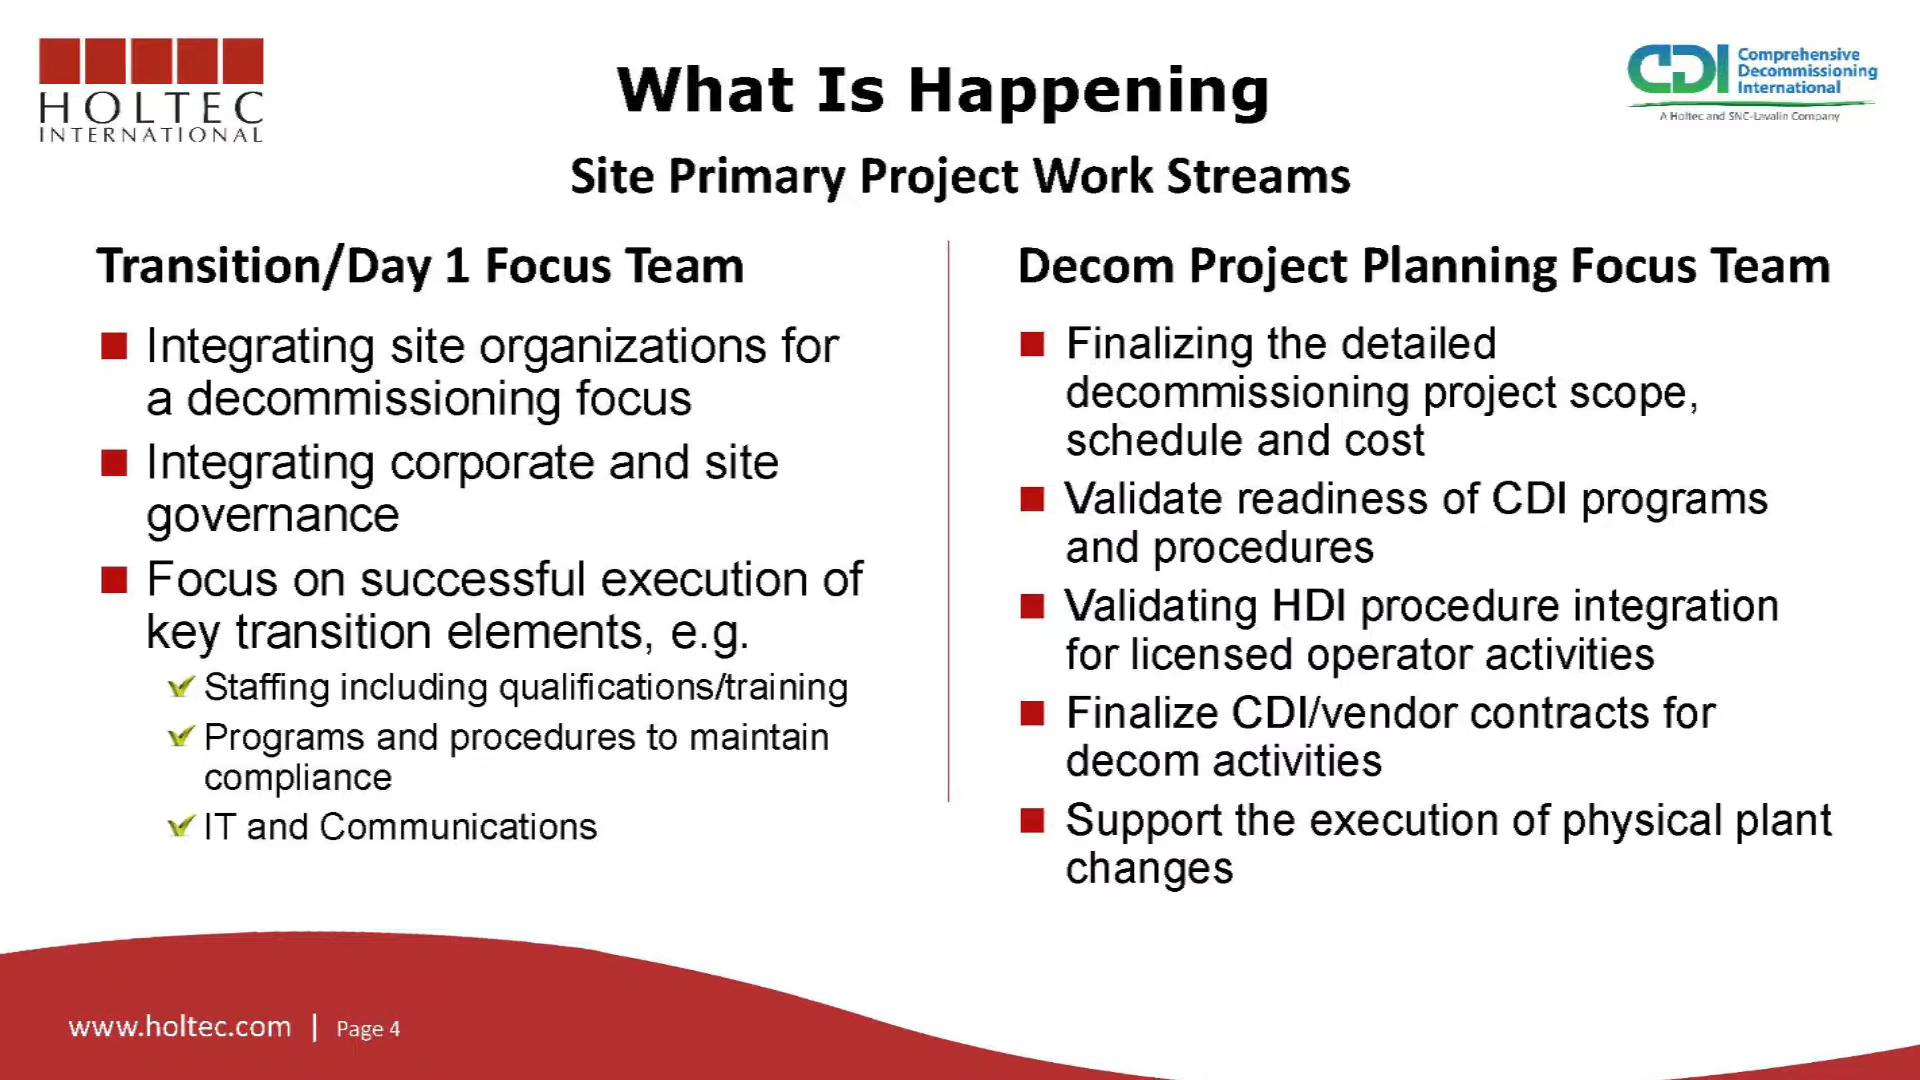 HOLTEC
INTERNATIONAL
What Is Happening
CDI
Comprehensive
Decommissioning
International
A Holtec and SNC-Lavalin Company
Site Primary Project Work Streams
Transition/Day 1 Focus Team
Integrating site organizations for
a decommissioning focus
Integrating corporate and site
governance
Focus on successful execution of
key transition elements, e.g.
Staffing including qualifications/training
Programs and procedures to maintain
compliance
IT and Communications
Decom Project Planning Focus Team
Finalizing the detailed
decommissioning project scope,
schedule and cost
Validate readiness of CDI programs
and procedures
Validating HDI procedure integration
for licensed operator activities
Finalize CDI/vendor contracts for
decom activities
Support the execution of physical plant
changes
www.holtec.com | Page 4